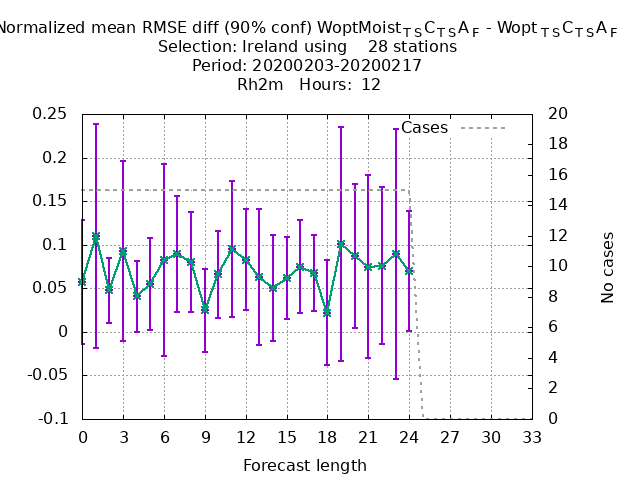 Normalized mean RMSE diff (90% conf) WoptMoist T S C T S A F - Wopt T S C T S A F
Selection: Ireland using 28 stations
Period: 20200203-20200217
Rh2m Hours: 12
0.25
0.2
0.15
0.1
0.05
0
-0.05
-0.1
20
18
16
14
12
10
8
6
4
2
0
Cases
No cases
0 3 6 9 12 15 18 21 24 27 30 33
Forecast length